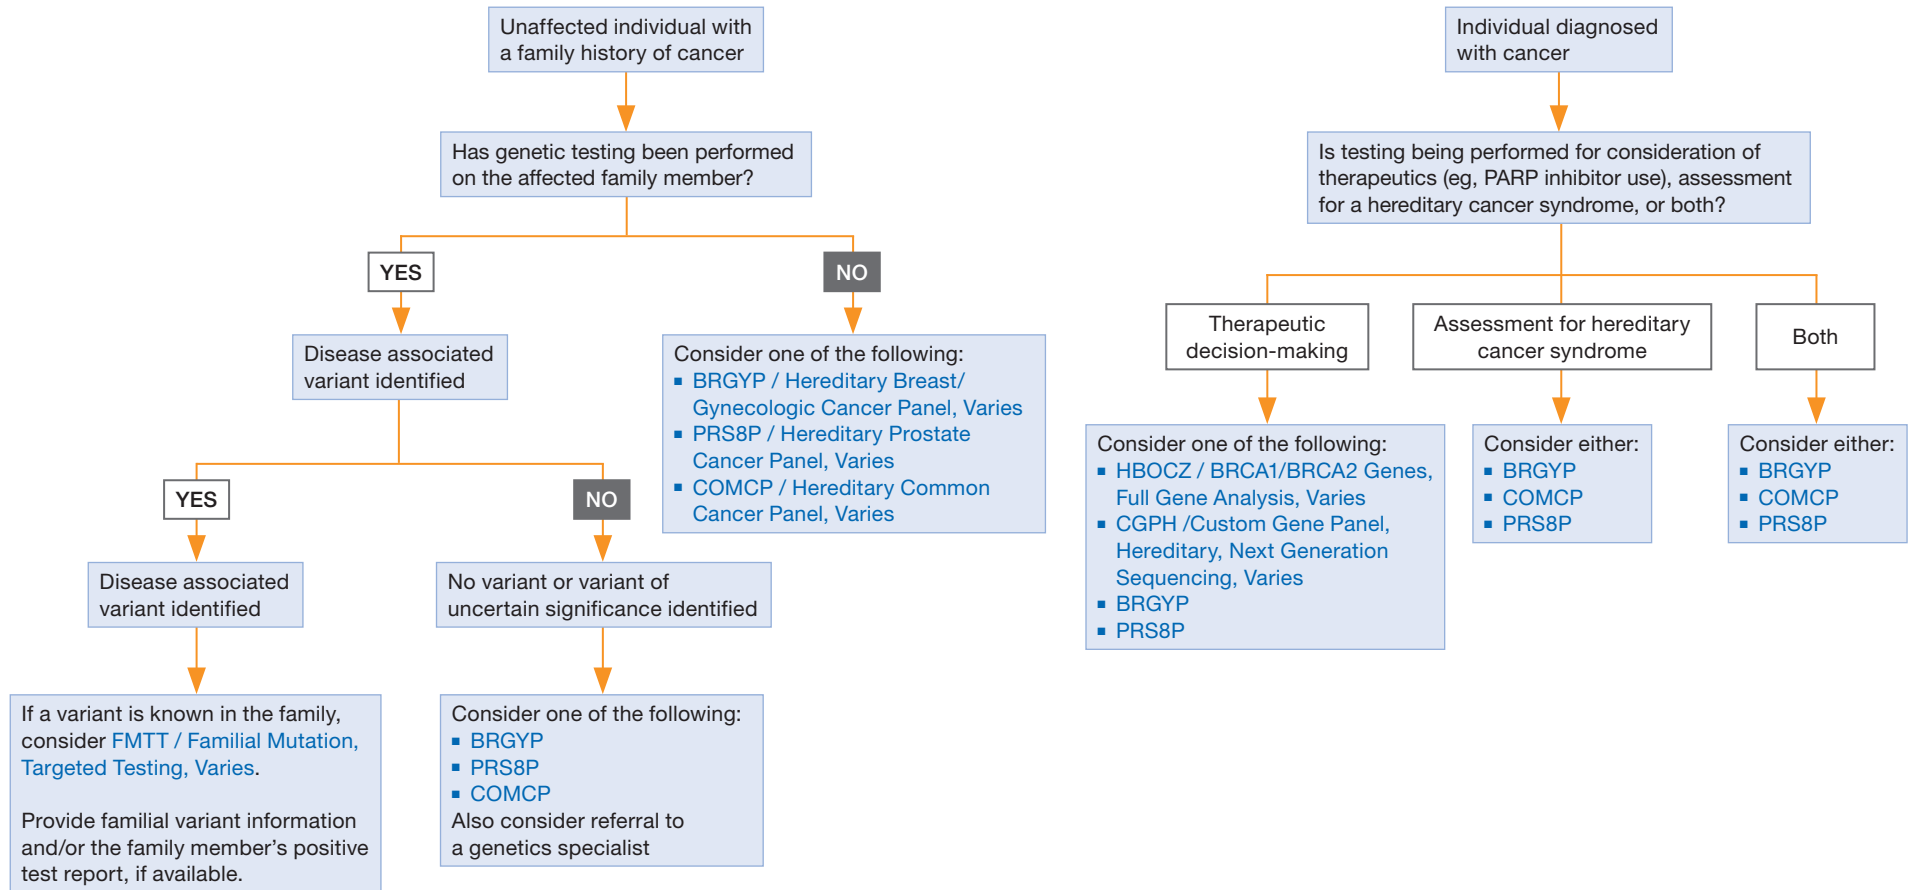 Unaffected individual with
a family history of cancer
Has genetic testing been performed
on the affected family member?
YES
NO
Disease associated
variant identified
Consider one of the following:
▪ BRGYP / Hereditary Breast/
Gynecologic Cancer Panel, Varies
▪ PRS8P / Hereditary Prostate
Cancer Panel, Varies
▪ COMCP / Hereditary Common
Cancer Panel, Varies
YES
NO
Disease associated
variant identified
No variant or variant of
uncertain significance identified
If a variant is known in the family,
consider FMTT / Familial Mutation,
Targeted Testing, Varies.
Provide familial variant information
and/or the family member’s positive
test report, if available.
Consider one of the following:
▪ BRGYP
▪ PRS8P
▪ COMCP
Also consider referral to
a genetics specialist
Individual diagnosed
with cancer
Is testing being performed for consideration of
therapeutics (eg, PARP inhibitor use), assessment
for a hereditary cancer syndrome, or both?
Therapeutic
decision-making
Assessment for hereditary
cancer syndrome
Both
Consider one of the following:
▪ HBOCZ / BRCA1/BRCA2 Genes,
Full Gene Analysis, Varies
▪ CGPH /Custom Gene Panel,
Hereditary, Next Generation
Sequencing, Varies
▪ BRGYP
▪ PRS8P
Consider either:
▪ BRGYP
▪ COMCP
▪ PRS8P
Consider either:
▪ BRGYP
▪ COMCP
▪ PRS8P